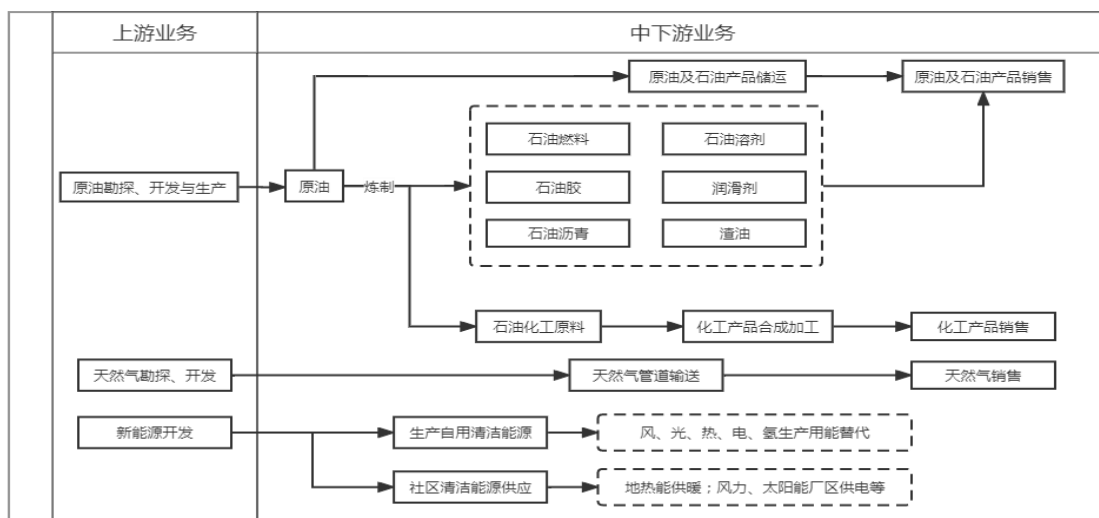 上游业务
中下游业务
原油及石油产品储运
原油及石油产品销售
石油燃料
石油溶剂
原油勘探、开发与生产
原油
炼制
石油胶
润滑剂
石油沥青
渣油
石油化工原料
化工产品合成加工
化工产品销售
天然气勘探、开发
天然气管道输送
天然气销售
新能源开发
生产自用清洁能源
风、光、热、电、氢生产用能替代
社区清洁能源供应
地热能供暖；风力、太阳能厂区供电等